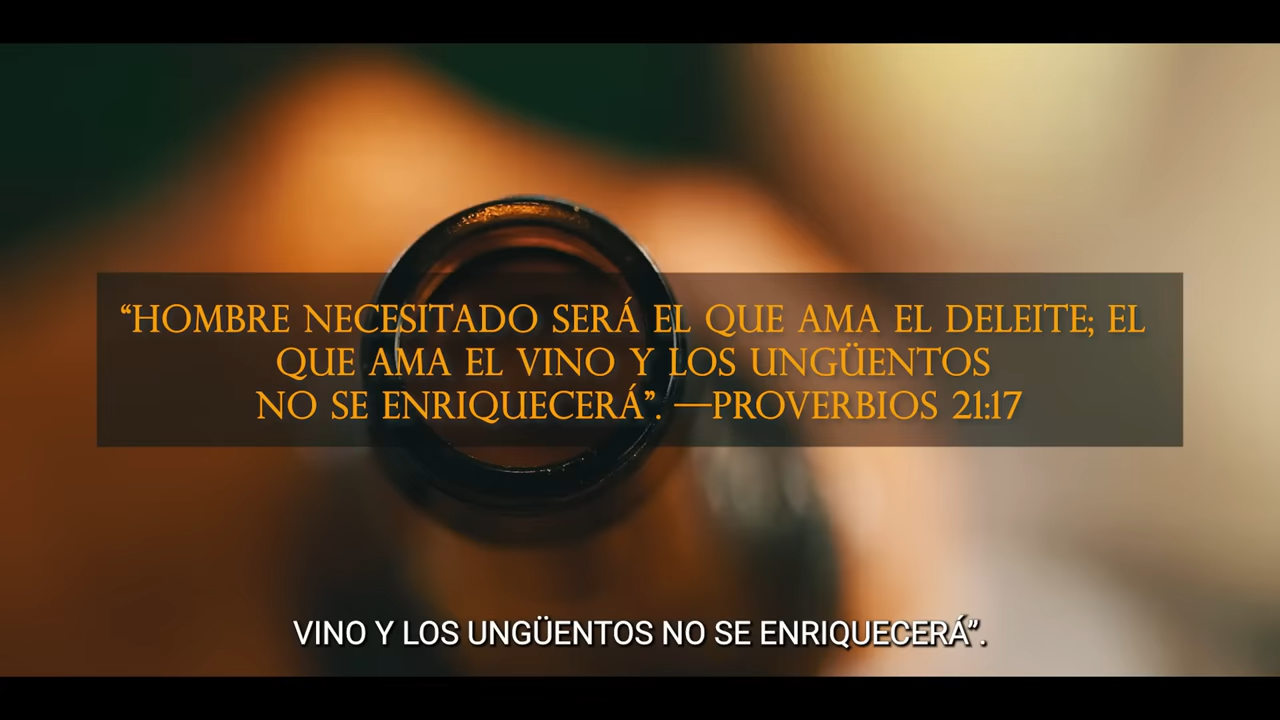 “HOMBRE NECESITADO SERÁ EL QUE AMA EL DELEITE; EL
QUE AMA EL VINO Y LOS UNGÜENTOS
NO SE ENRIQUECERÁ”. —PROVERBIOS 21:17
VINO Y LOS UNGÜENTOS NO SE ENRIQUECERÁ”.